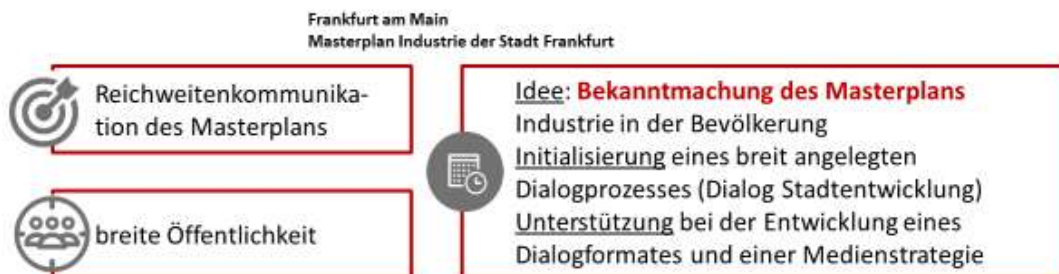 Frankfurt am Main
Masterplan Industrie der Stadt Frankfurt
Reichweitenkommunika-
tion des Masterplans
breite Öffentlichkeit
Idee: Bekanntmachung des Masterplans
Industrie in der Bevölkerung
Initialisierung eines breit angelegten
Dialogprozesses (Dialog Stadtentwicklung)
Unterstützung bei der Entwicklung eines
Dialogformates und einer Medienstrategie